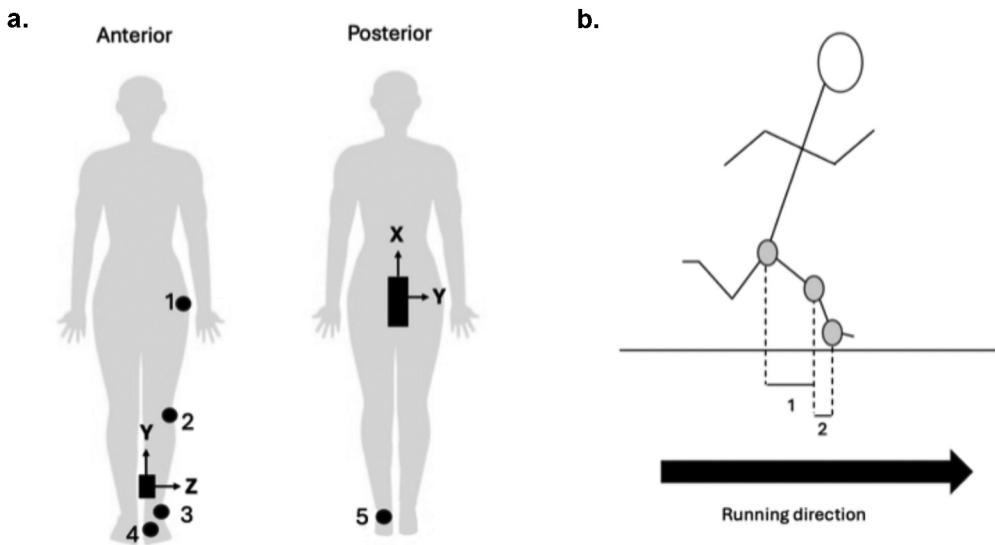 a.
Anterior
Posterior
1
2
Y
Z
3
4
X
Y
5
b.
1
2
Running direction